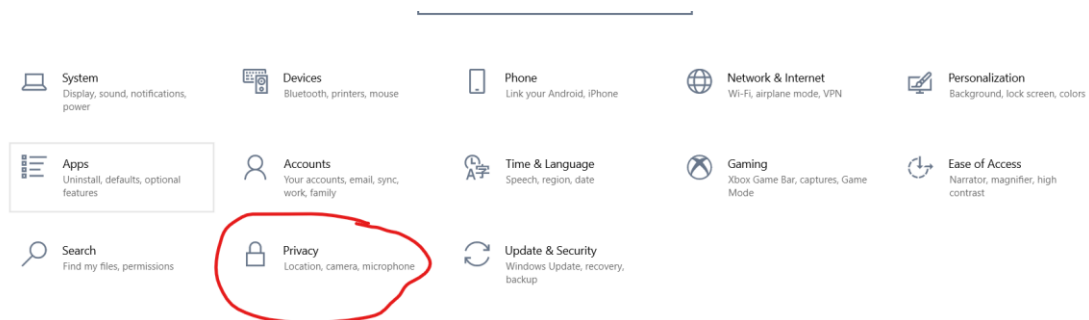 System
Display, sound, notifications,
power
Devices
Bluetooth, printers, mouse
Phone
Link your Android, iPhone
Network & Internet
Wi-Fi, airplane mode, VPN
Personalization
Background, lock screen, colors
Apps
Uninstall, defaults, optional
features
Accounts
Your accounts, email, sync,
work, family
Time & Language
Speech, region, date
Gaming
Xbox Game Bar, captures, Game
Mode
Ease of Access
Narrator, magnifier, high
contrast
Search
Find my files, permissions
Privacy
Location, camera, microphone
Update & Security
Windows Update, recovery,
backup